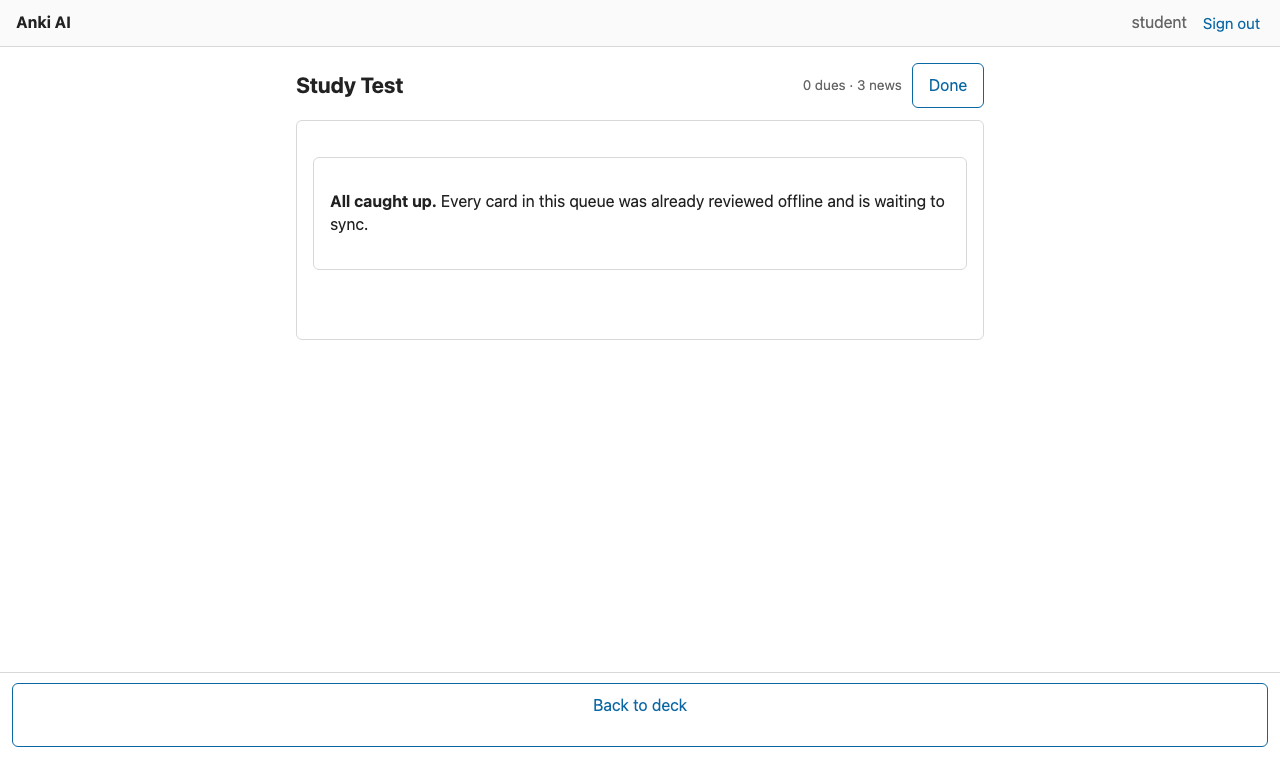 Anki AI
student
Sign out
Study Test
0 dues · 3 news
Done
All caught up. Every card in this queue was already reviewed offline and is waiting to
sync.
Back to deck